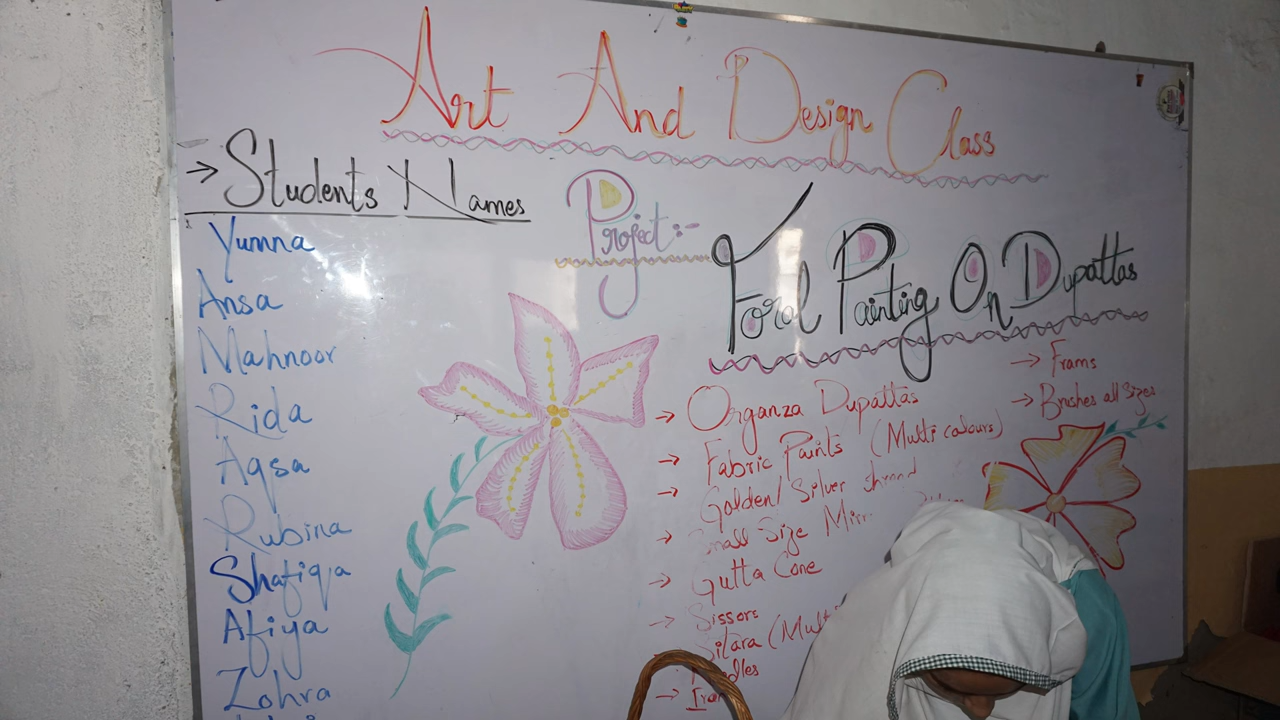 Art And Design Class
→ Students Names
Yumna
Ansa
Mahnoor
Rida
Aqsa
Rubina
Shafiqa
Afiya
Zohra
Project:-
Foral Painting On Dupattas
→ Organza Dupattas
→ Fabric Paints (Multi colours)
→ Golden/Silver
→ Small Size
→ Gutta Cone
→ Sissors
Sitara
→ Frams
→ Brushes all Sizes